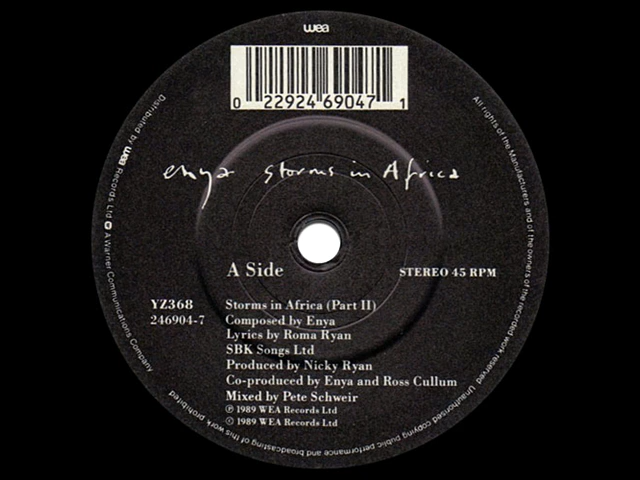 wea
0 22924 69047 1
enya storms in Africa
A Side
STEREO 45 RPM
YZ368
246904-7
Storms in Africa (Part II)
Composed by Enya
Lyrics by Roma Ryan
SBK Songs Ltd
Produced by Nicky Ryan
Co-produced by Enya and Ross Cullum
Mixed by Pete Schweir
℗ 1989 WEA Records Ltd
© 1989 WEA Records Ltd
Distributed by wea Records Ltd. A Warner Communications Company
All rights of the Manufacturers and of the owners of the recorded work reserved. Unauthorised copying public performance and broadcasting of this work prohibited